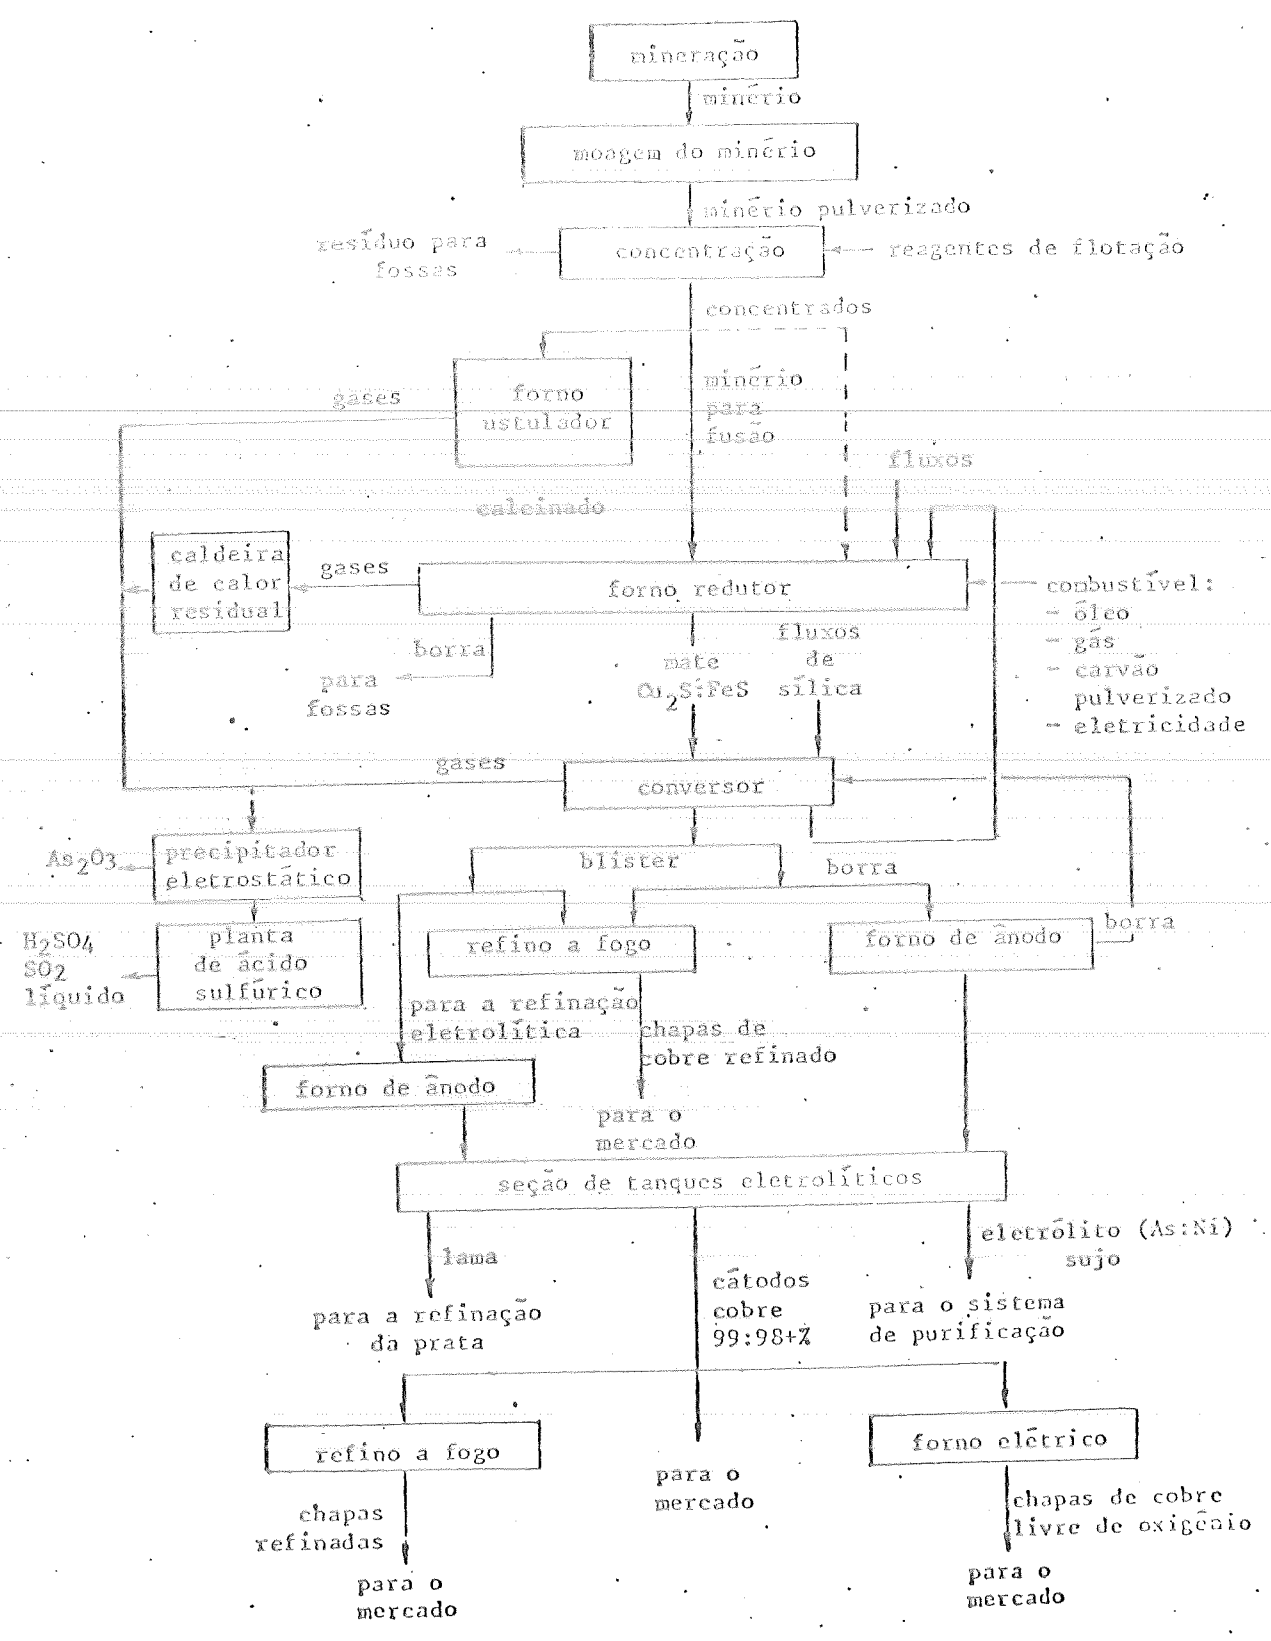 mineração
minério
moagem do minério
minério pulverizado
resíduo para
fossas
concentração
reagentes de flotação
concentrados
gases
forno
ustulador
minério
para
fusão
fluxos
calcinado
caldeira
de calor
residual
gases
forno redutor
combustível:
- óleo
- gás
- carvão
pulverizado
- eletricidade
borra
para
fossas
mate
Cu2S:FeS
fluxos
de
sílica
gases
conversor
As2O3
precipitador
eletrostático
blister
borra
H2SO4
SO2
líquido
planta
de ácido
sulfúrico
refino a fogo
forno de ânodo
borra
para a refinação
eletrolítica
chapas de
cobre refinado
forno de ânodo
para o
mercado
seção de tanques eletrolíticos
lama
para a refinação
da prata
cátodos
cobre
99:98+%
eletrólito (As:Ni)
sujo
para o sistema
de purificação
refino a fogo
forno elétrico
chapas
refinadas
para o
mercado
para o
mercado
chapas de cobre
livre de oxigênio
para o
mercado